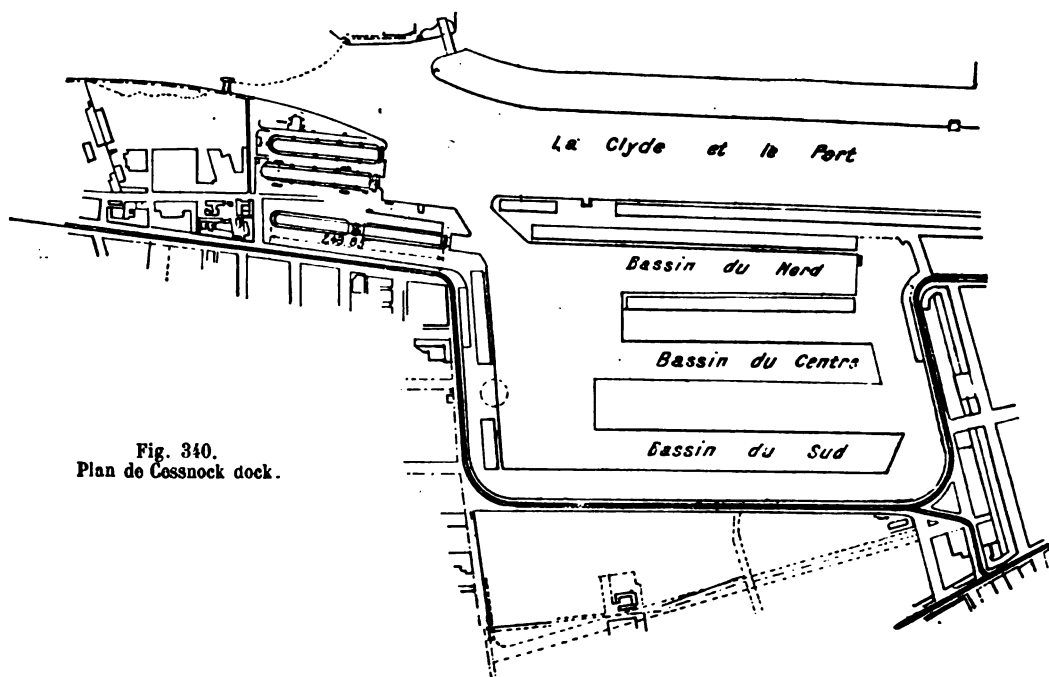 La Clyde et le Port
Bassin du Nord
Bassin du Centre
Bassin du Sud
Fig. 340.
Plan de Cessnock dock.